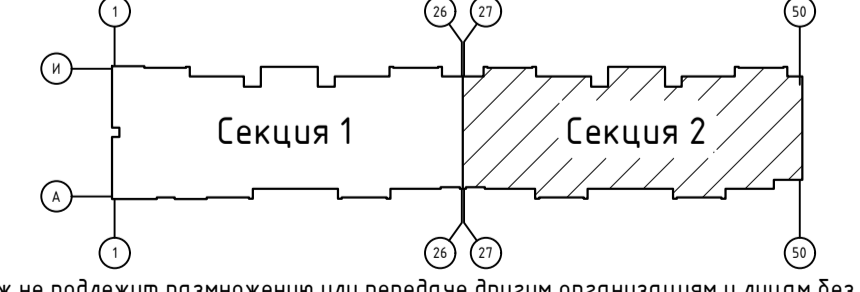 1 26 27 50
И
Секция 1 Секция 2
А
1 26 27 50
не подлежит размножению или передаче другим организациям и лицам без